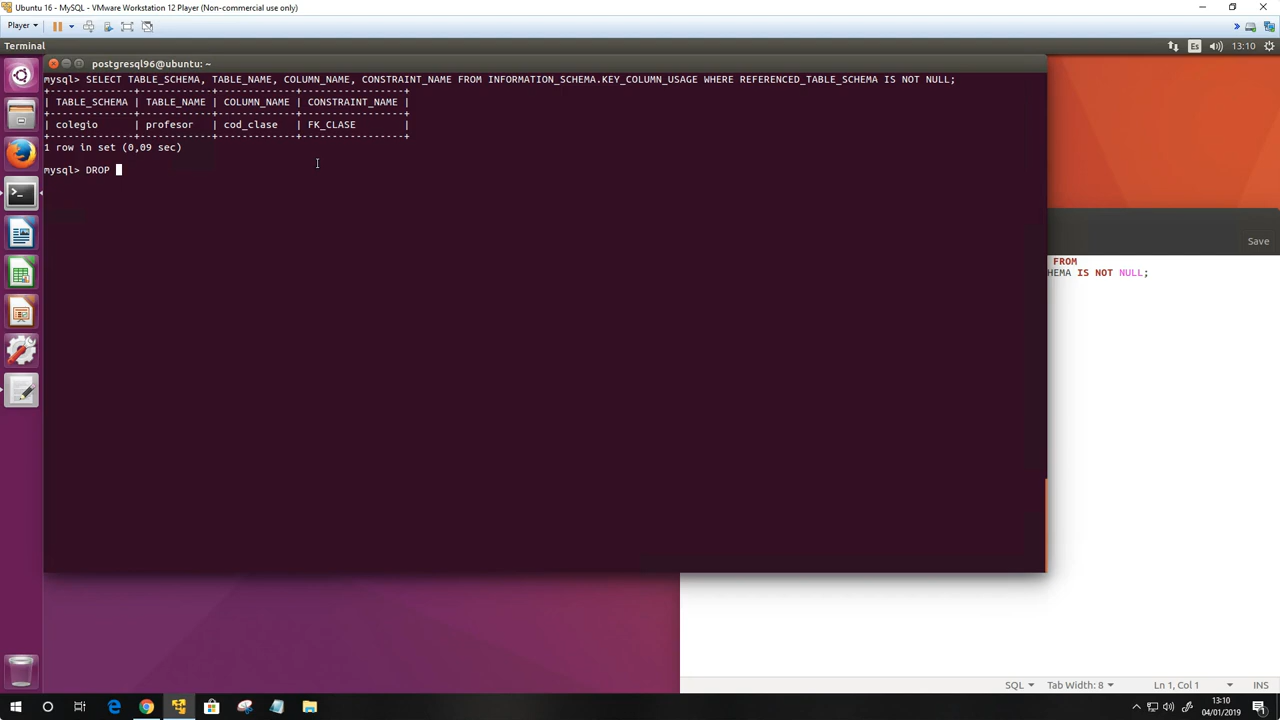 Ubuntu 16 - MySQL - VMware Workstation 12 Player (Non-commercial use only)
Player
Terminal
Es
13:10
postgresql96@ubuntu: ~
mysql> SELECT TABLE_SCHEMA, TABLE_NAME, COLUMN_NAME, CONSTRAINT_NAME FROM INFORMATION_SCHEMA.KEY_COLUMN_USAGE WHERE REFERENCED_TABLE_SCHEMA IS NOT NULL;
+--------------+------------+-------------+-----------------+
| TABLE_SCHEMA | TABLE_NAME | COLUMN_NAME | CONSTRAINT_NAME |
+--------------+------------+-------------+-----------------+
| colegio | profesor | cod_clase | FK_CLASE |
+--------------+------------+-------------+-----------------+
1 row in set (0,09 sec)
mysql> DROP
Save
FROM
HEMA IS NOT NULL;
SQL
Tab Width: 8
Ln 1, Col 1
INS
13:10
04/01/2019
1